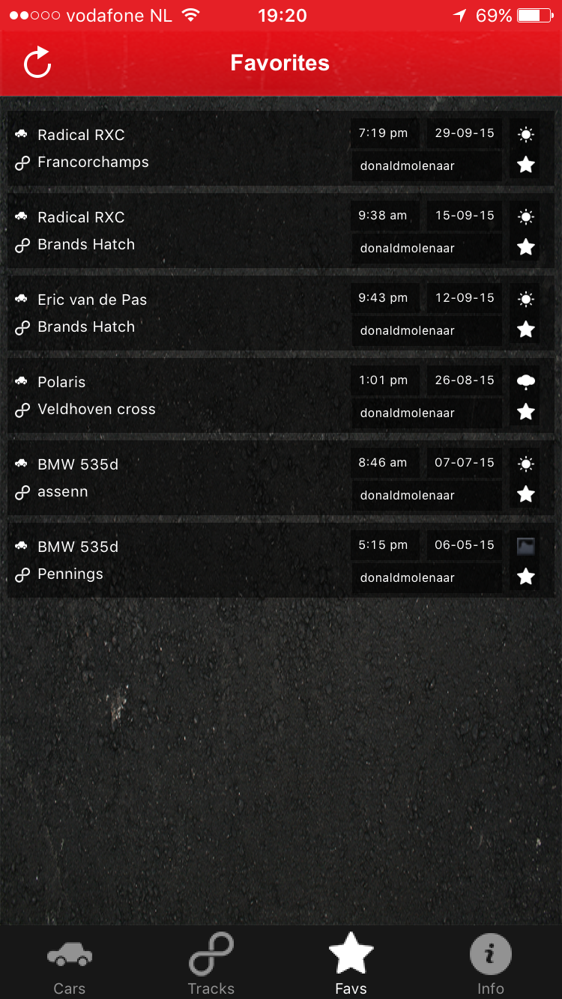 vodafone NL 19:20 69%
Favorites
Radical RXC 7:19 pm 29-09-15
Francorchamps donaldmolenaar
Radical RXC 9:38 am 15-09-15
Brands Hatch donaldmolenaar
Eric van de Pas 9:43 pm 12-09-15
Brands Hatch donaldmolenaar
Polaris 1:01 pm 26-08-15
Veldhoven cross donaldmolenaar
BMW 535d 8:46 am 07-07-15
assenn donaldmolenaar
BMW 535d 5:15 pm 06-05-15
Pennings donaldmolenaar
Cars Tracks Favs Info